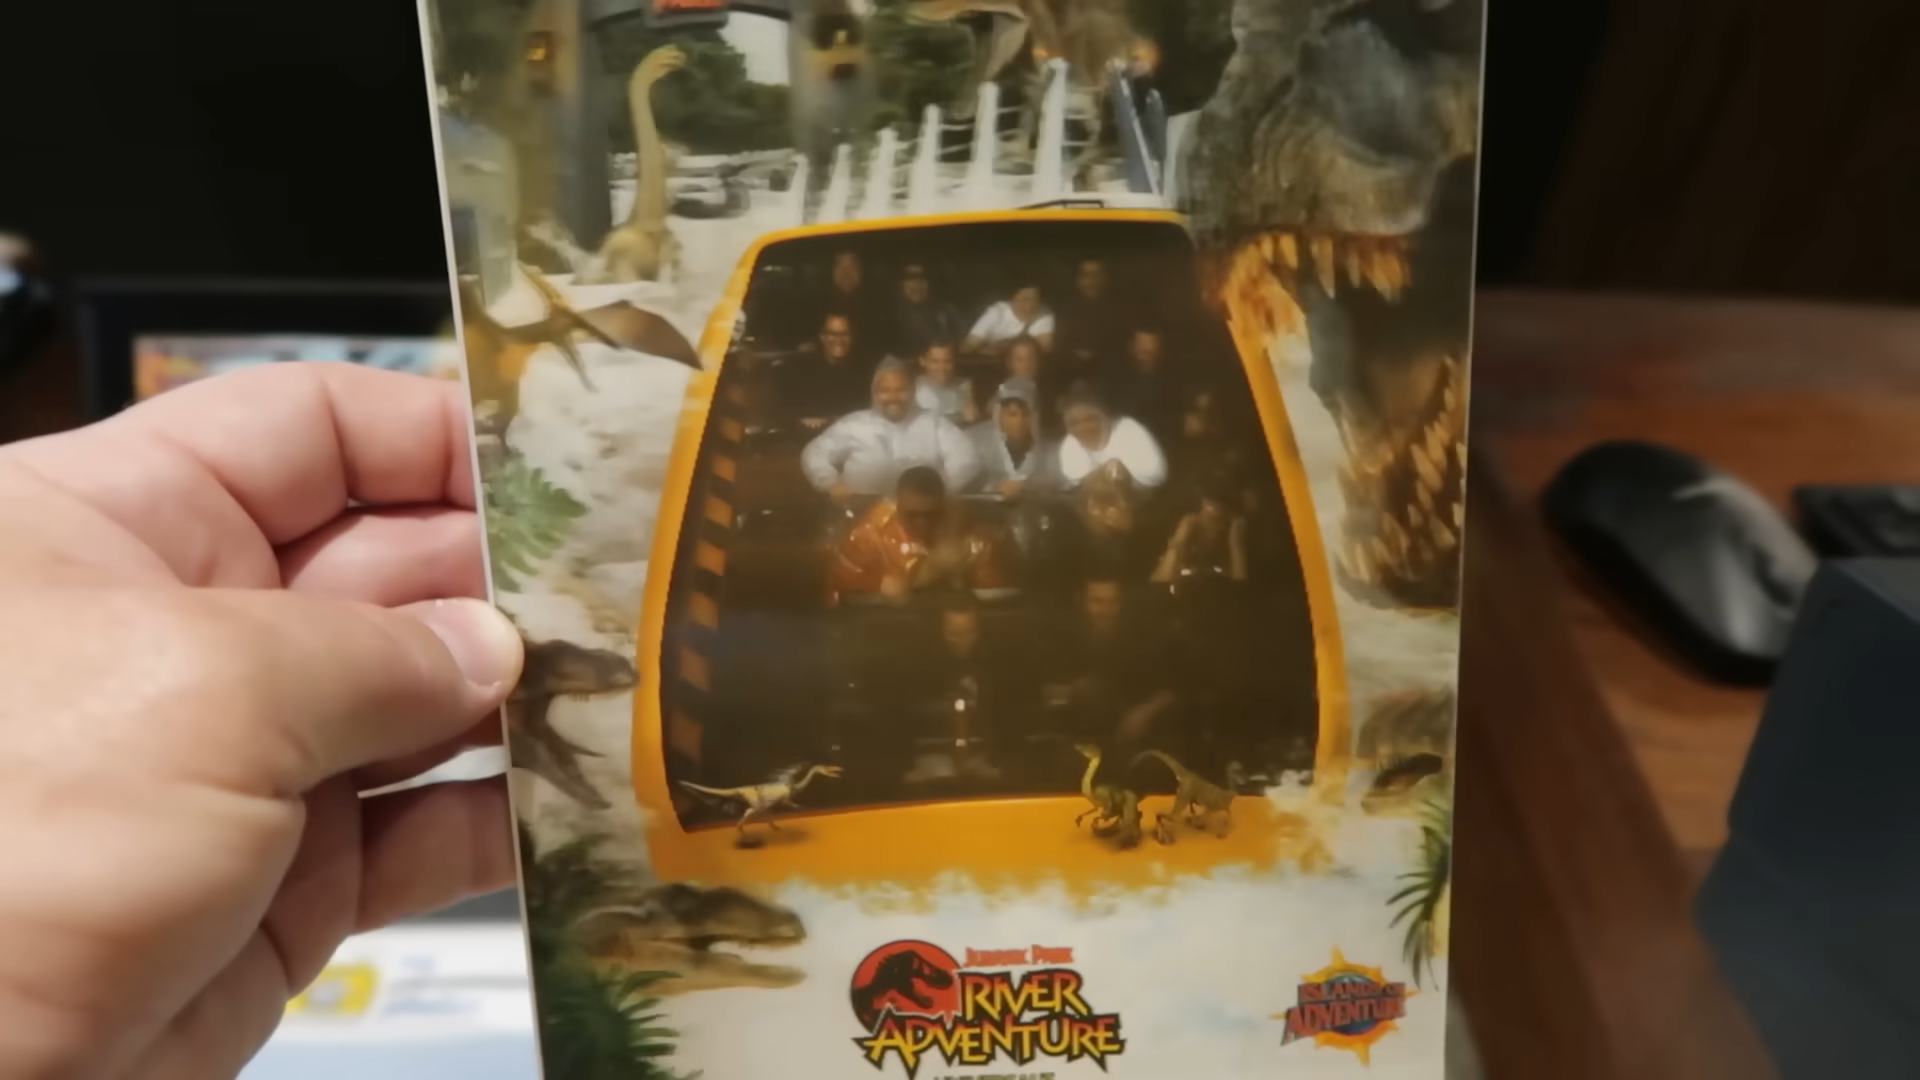 JURASSIC PARK
RIVER
ADVENTURE
ISLANDS OF
ADVENTURE